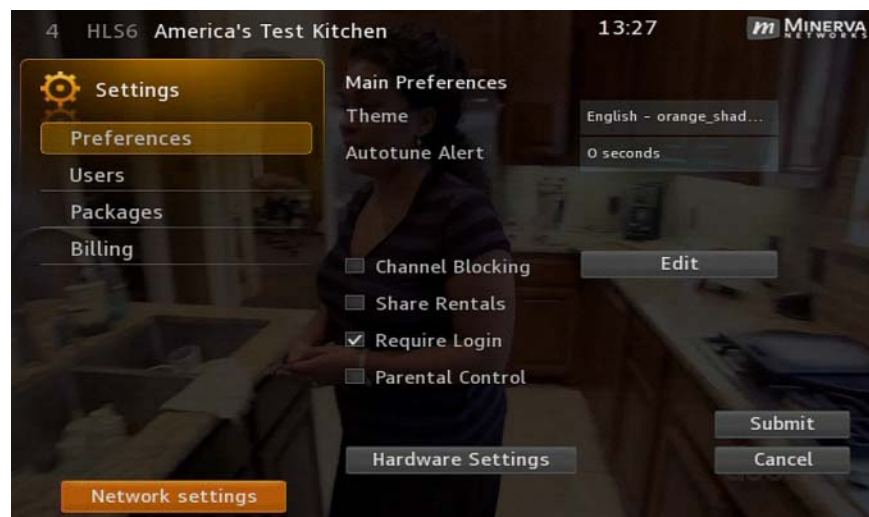 4 HLS6 America's Test Kitchen 13:27 m MINERVA
NETWORKS
Settings
Preferences
Users
Packages
Billing
Network settings
Main Preferences
Theme English - orange_shad...
Autotune Alert 0 seconds
Channel Blocking Edit
Share Rentals
Require Login
Parental Control
Hardware Settings
Submit
Cancel